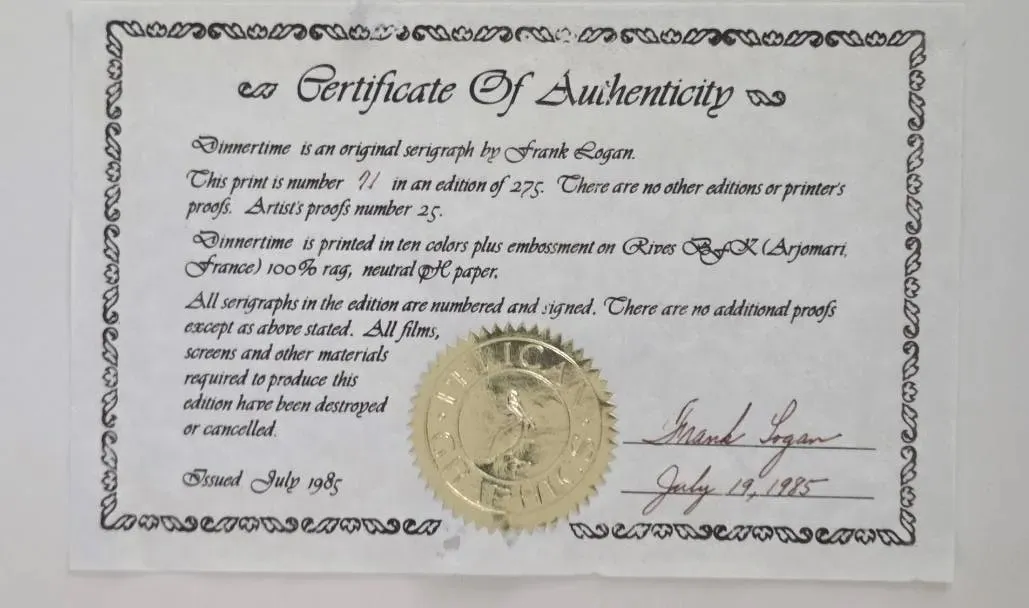 Certificate Of Authenticity
Dinnertime is an original serigraph by Frank Logan.
This print is number in an edition of 275. There are no other editions or printer's
proofs. Artist's proofs number 25.
Dinnertime is printed in ten colors plus embossment on Rives BFK (Arjomari,
France) 100% rag, neutral pH paper.
All serigraphs in the edition are numbered and signed. There are no additional proofs
except as above stated. All films,
screens and other materials
required to produce this
edition have been destroyed
or cancelled.
PELICAN
GRAPHICS
Frank Logan
Issued July 1985
July 19, 1985